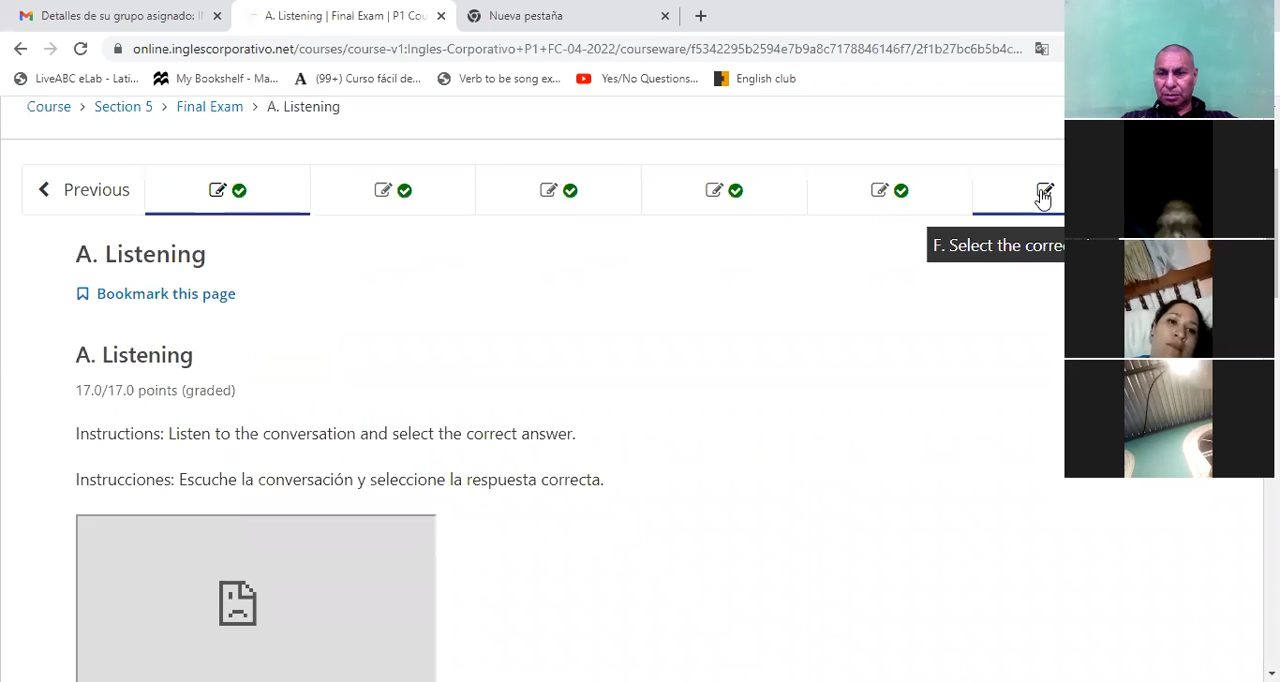 Detalles de su grupo asignado: I
A. Listening | Final Exam | P1 Cou
Nueva pestaña
online.inglescorporativo.net/courses/course-v1:Ingles-Corporativo+P1+FC-04-2022/courseware/f5342295b2594e7b9a8c7178846146f7/2f1b27bc6b5b4c...
LiveABC eLab - Lati... My Bookshelf - Ma... (99+) Curso fácil de... Verb to be song ex... Yes/No Questions... English club
Course > Section 5 > Final Exam > A. Listening
Previous
F. Select the corre
A. Listening
Bookmark this page
A. Listening
17.0/17.0 points (graded)
Instructions: Listen to the conversation and select the correct answer.
Instrucciones: Escuche la conversación y seleccione la respuesta correcta.